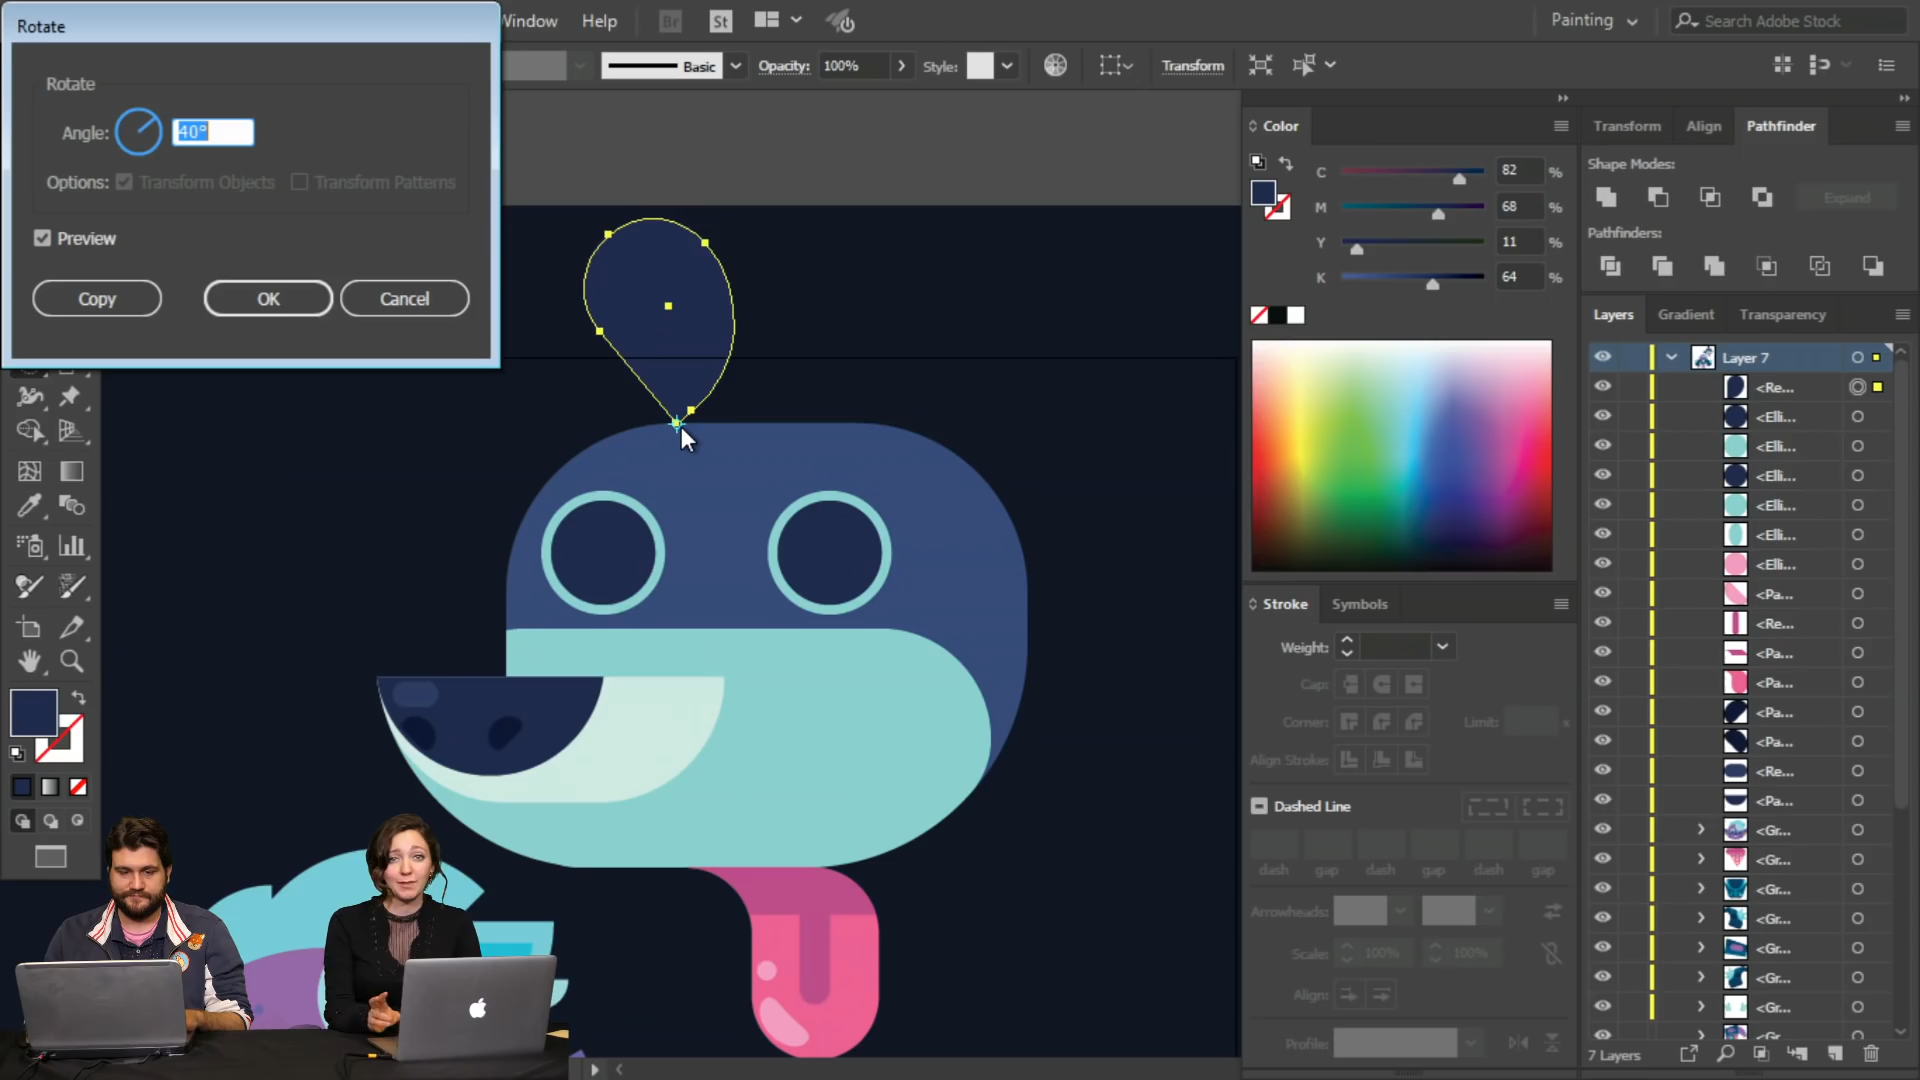 Rotate
Window
Help
Br
St
Painting
Search Adobe Stock
Basic
Opacity:
100%
Style:
Transform
Rotate
Angle:
40°
Options:
Transform Objects
Transform Patterns
Preview
Copy
OK
Cancel
Color
C
82
%
M
68
%
Y
11
%
K
64
%
Transform
Align
Pathfinder
Shape Modes:
Expand
Pathfinders:
Layers
Gradient
Transparency
Layer 7
<Re...
<Elli...
<Elli...
<Elli...
<Elli...
<Elli...
<Elli...
<Pa...
<Re...
<Pa...
<Pa...
<Pa...
<Pa...
<Re...
<Pa...
<Gr...
<Gr...
<Gr...
<Gr...
<Gr...
<Gr...
<Gr...
<Gr
7 Layers
Stroke
Symbols
Weight:
Cap:
Corner:
Limit:
x
Align Stroke:
Dashed Line
dash
gap
dash
gap
dash
gap
Arrowheads:
Scale:
100%
100%
Align:
Profile: